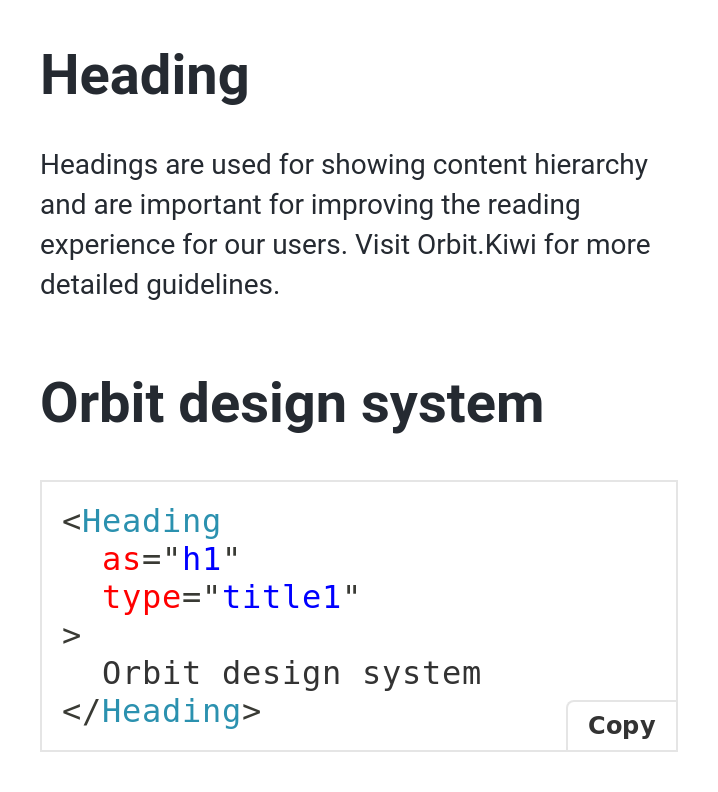 Heading
Headings are used for showing content hierarchy
and are important for improving the reading
experience for our users. Visit Orbit.Kiwi for more
detailed guidelines.
Orbit design system
<Heading
  as="h1"
  type="title1"
>
  Orbit design system
</Heading>
Copy